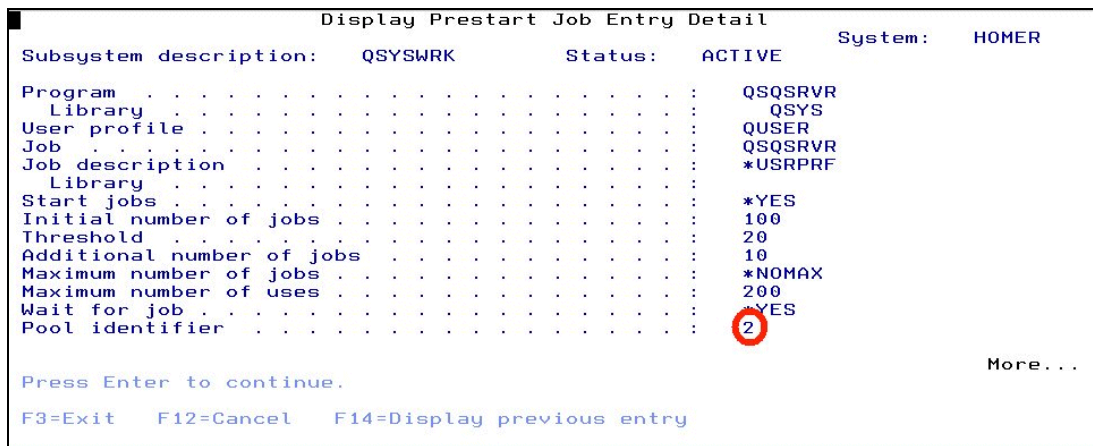 Display Prestart Job Entry Detail
System: HOMER
Subsystem description: QSYSWRK Status: ACTIVE
Program . . . . . . . . . . . . . . . . . . . . : QSQSRVR
Library . . . . . . . . . . . . . . . . . . . : QSYS
User profile . . . . . . . . . . . . . . . . . . : QUSER
Job . . . . . . . . . . . . . . . . . . . . . . : QSQSRVR
Job description . . . . . . . . . . . . . . . . : *USRPRF
Library . . . . . . . . . . . . . . . . . . . :
Start jobs . . . . . . . . . . . . . . . . . . . : *YES
Initial number of jobs . . . . . . . . . . . . . : 100
Threshold . . . . . . . . . . . . . . . . . . . : 20
Additional number of jobs . . . . . . . . . . . : 10
Maximum number of jobs . . . . . . . . . . . . . : *NOMAX
Maximum number of uses . . . . . . . . . . . . . : 200
Wait for job . . . . . . . . . . . . . . . . . . : *YES
Pool identifier . . . . . . . . . . . . . . . . : 2
More...
Press Enter to continue.
F3=Exit F12=Cancel F14=Display previous entry